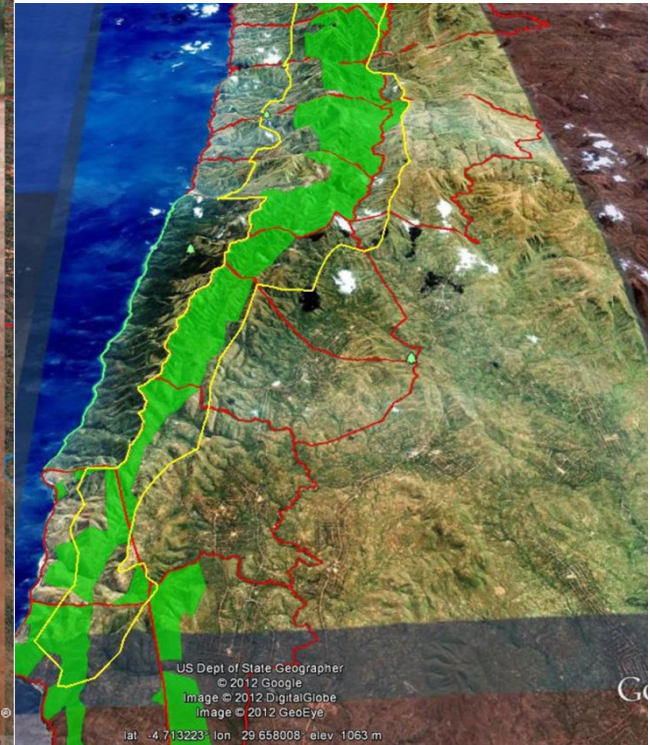 US Dept of State Geographer
© 2012 Google
Image © 2012 DigitalGlobe
Image © 2012 GeoEye
Go
lat -4.713223° lon 29.658008° elev 1063 m